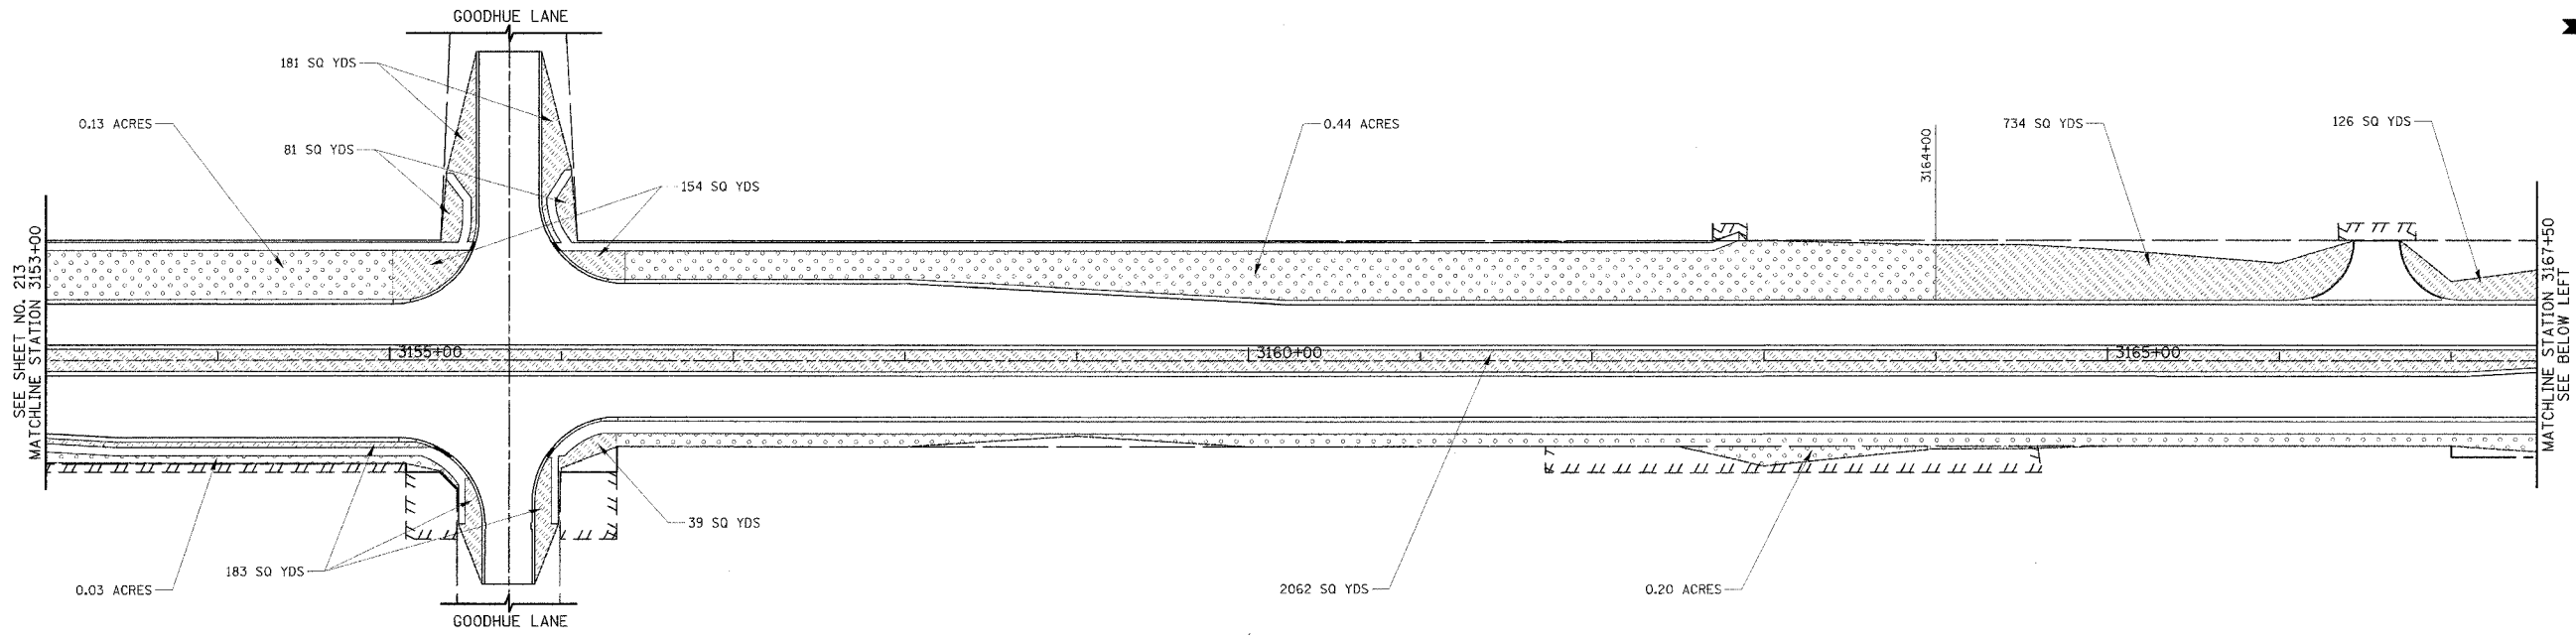 GOODHUE LANE
181 SQ YDS
0.13 ACRES
81 SQ YDS
154 SQ YDS
0.44 ACRES
3164+00
734 SQ YDS
126 SQ YDS
SEE SHEET NO. 213
MATCHLINE STATION 3153+00
3155+00
3160+00
3165+00
MATCHLINE STATION 3167+50
SEE BELOW LEFT
39 SQ YDS
183 SQ YDS
0.03 ACRES
2062 SQ YDS
0.20 ACRES
GOODHUE LANE